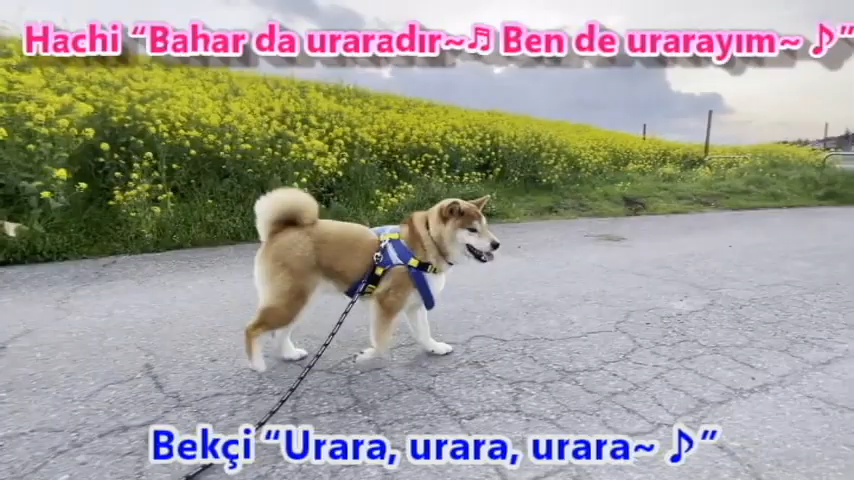 Hachi “Bahar da uraradır~♬ Ben de urarayım~♪”
Bekçi “Urara, urara, urara~♪”